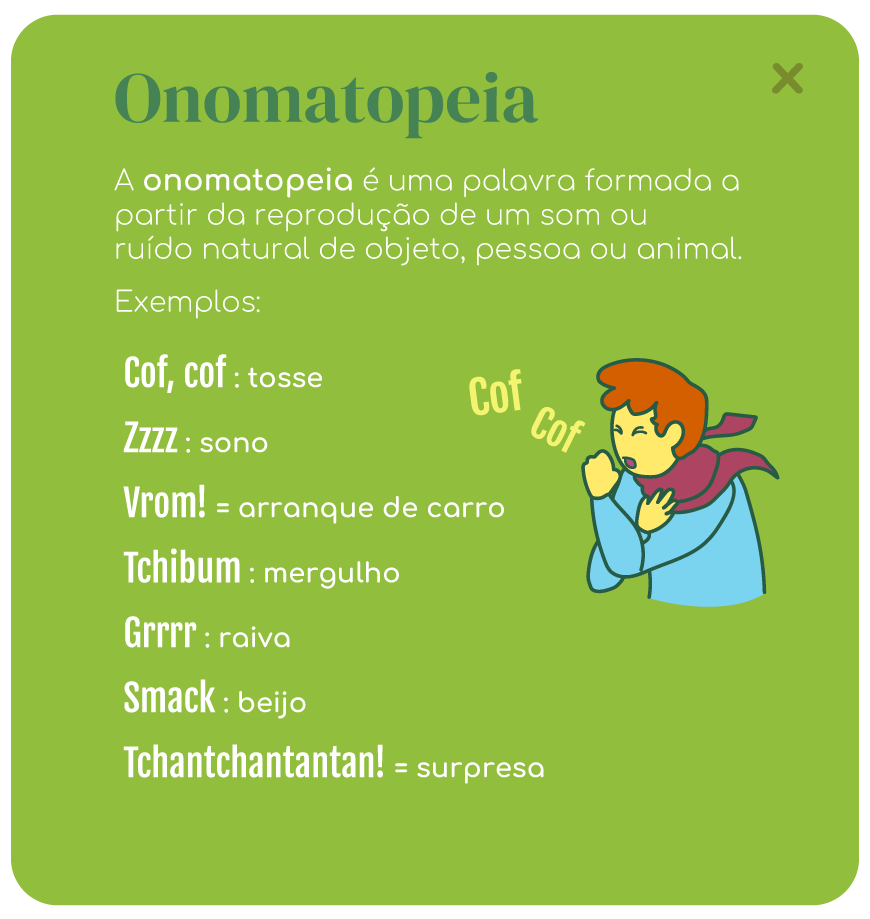 Onomatopeia
A onomatopeia é uma palavra formada a
partir da reprodução de um som ou
ruído natural de objeto, pessoa ou animal.
Exemplos:
Cof, cof : tosse
Cof
Cof
Zzzz : sono
Vrom! = arranque de carro
Tchibum : mergulho
Grrrr : raiva
Smack : beijo
Tchantchantantan! = surpresa